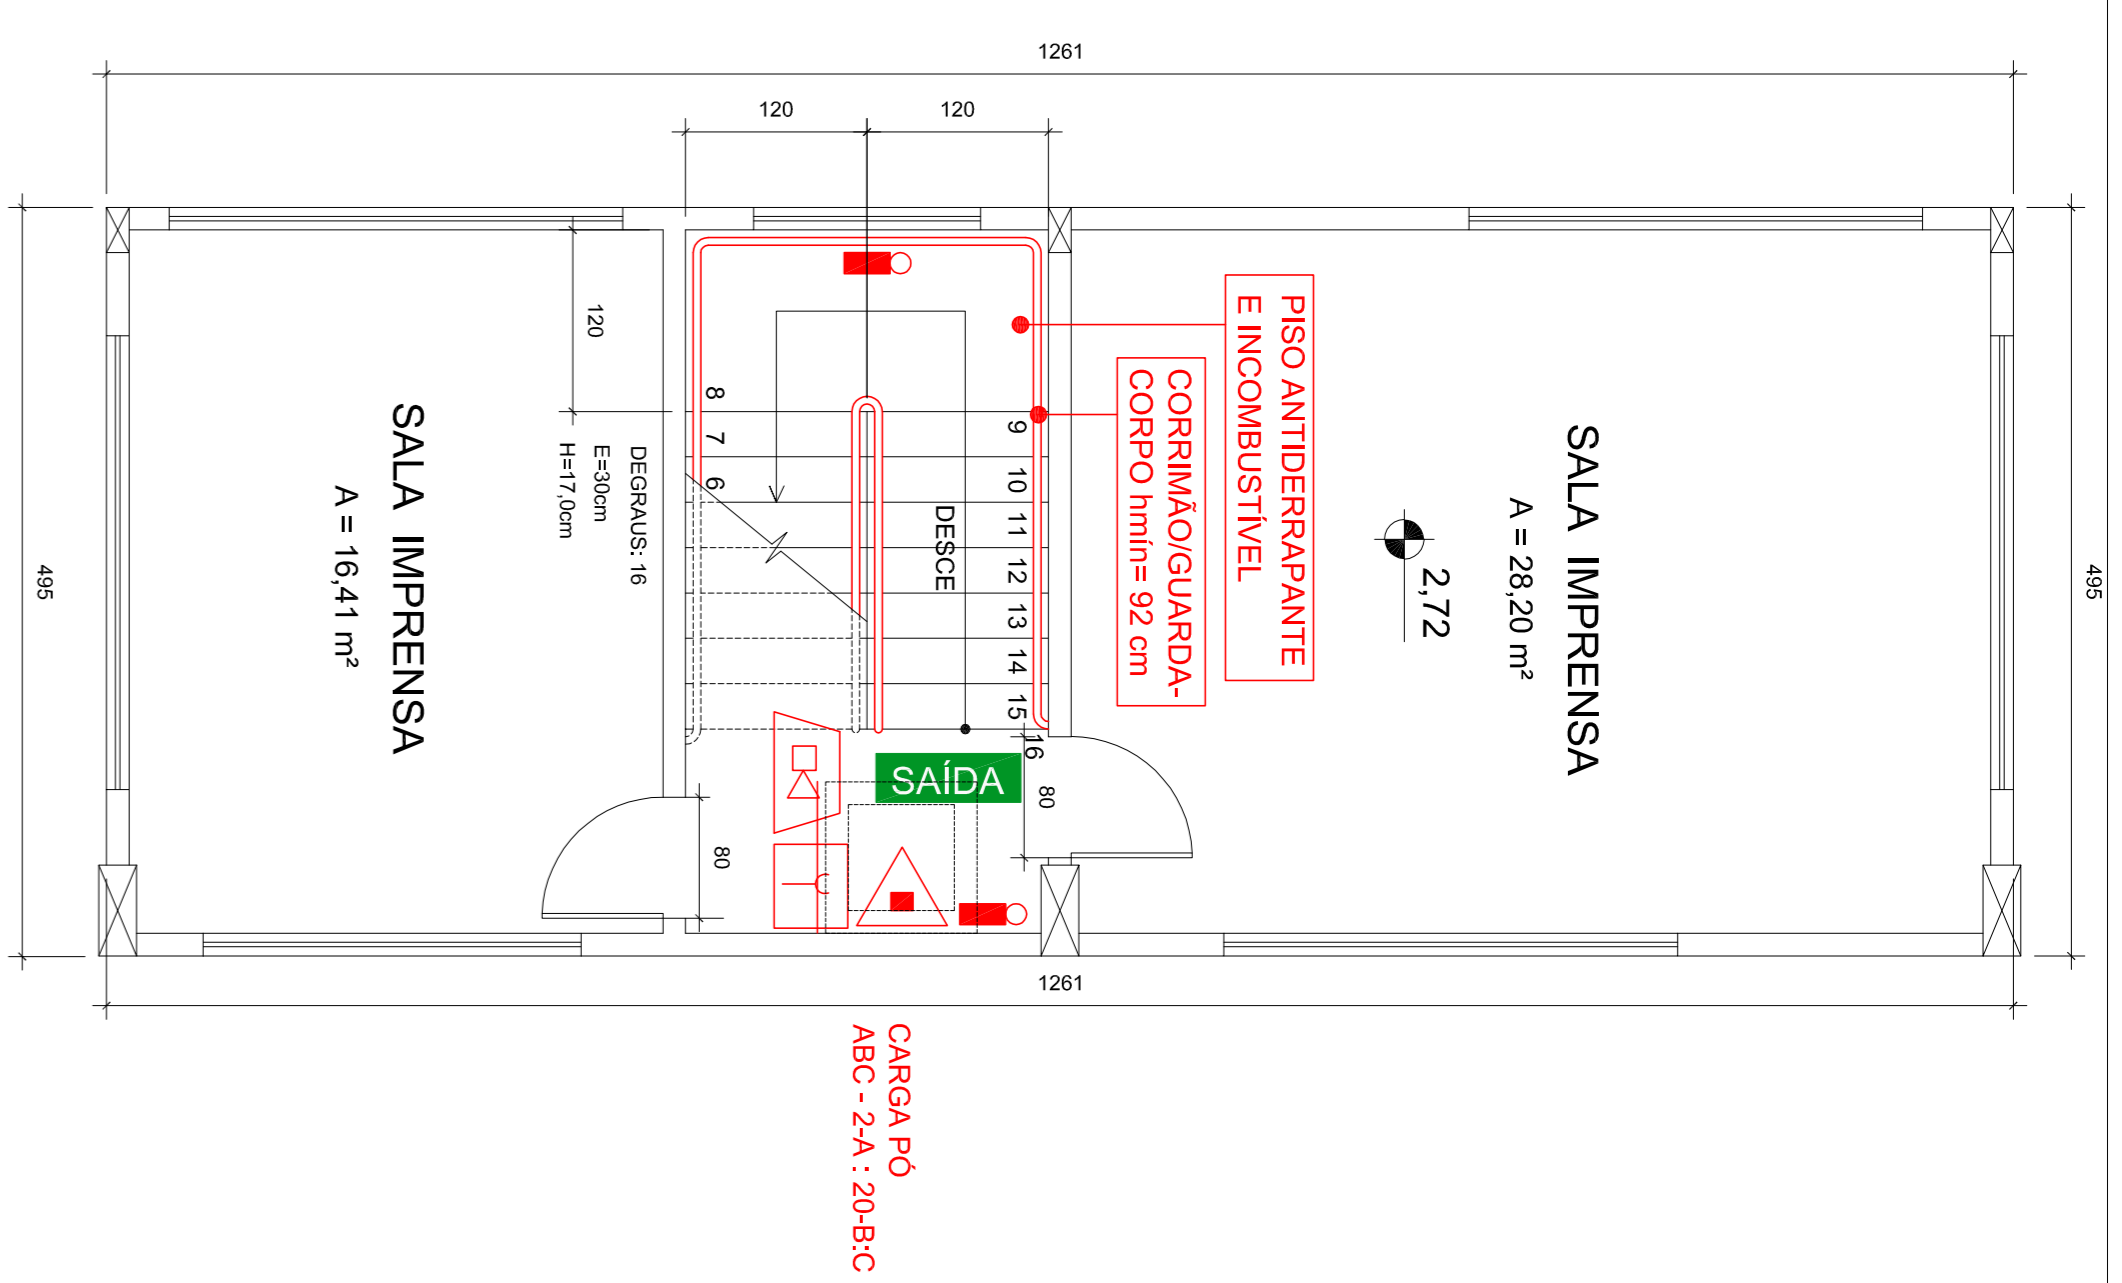 1261
120
120
495
495
SALA IMPRENSA
A = 28,20 m²
2,72
PISO ANTIDERRAPANTE
E INCOMBUSTÍVEL
CORRIMÃO/GUARDA-
CORPO hmín= 92 cm
DESCE
8
7
6
9
10
11
12
13
14
15
16
SAÍDA
80
80
120
DEGRAUS: 16
E=30cm
H=17,0cm
SALA IMPRENSA
A = 16,41 m²
1261
CARGA PÓ
ABC - 2-A : 20-B:C